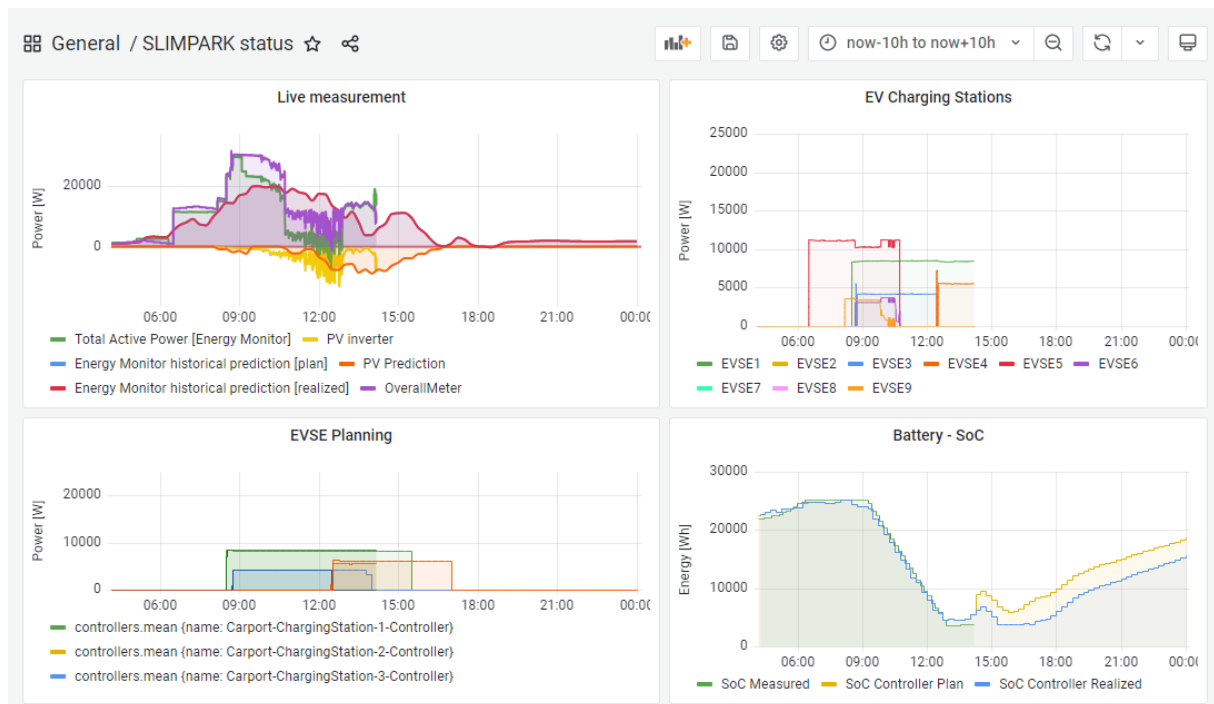 General / SLIMPARK status
now-10h to now+10h
Live measurement
Power [W]
20000
0
06:00 09:00 12:00 15:00 18:00 21:00 00:00
Total Active Power [Energy Monitor] PV inverter
Energy Monitor historical prediction [plan] PV Prediction
Energy Monitor historical prediction [realized] OverallMeter
EV Charging Stations
Power [W]
25000
20000
15000
10000
5000
0
06:00 09:00 12:00 15:00 18:00 21:00 00:00
EVSE1 EVSE2 EVSE3 EVSE4 EVSE5 EVSE6
EVSE7 EVSE8 EVSE9
EVSE Planning
Power [W]
20000
10000
0
06:00 09:00 12:00 15:00 18:00 21:00 00:00
controllers.mean {name: Carport-ChargingStation-1-Controller}
controllers.mean {name: Carport-ChargingStation-2-Controller}
controllers.mean {name: Carport-ChargingStation-3-Controller}
Battery - SoC
Energy [Wh]
30000
20000
10000
0
06:00 09:00 12:00 15:00 18:00 21:00 00:00
SoC Measured SoC Controller Plan SoC Controller Realized